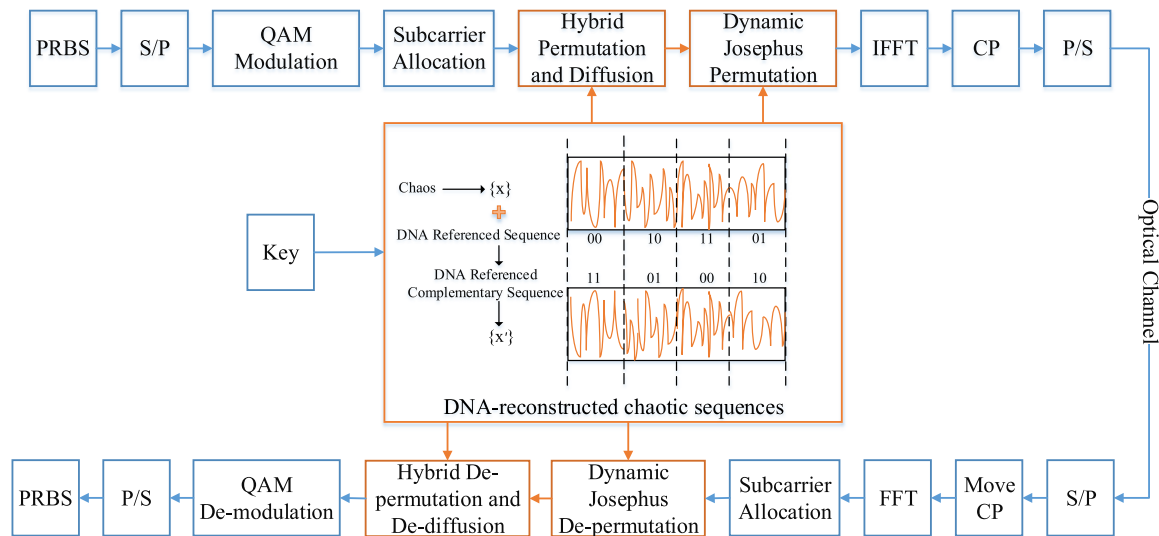 PRBS
S/P
QAM
Modulation
Subcarrier
Allocation
Hybrid
Permutation
and Diffusion
Dynamic
Josephus
Permutation
IFFT
CP
P/S
Optical Channel
Key
Chaos
{x}
DNA Referenced Sequence
DNA Referenced
Complementary Sequence
{x'}
00 10 11 01
11 01 00 10
DNA-reconstructed chaotic sequences
PRBS
P/S
QAM
De-modulation
Hybrid De-
permutation and
De-diffusion
Dynamic
Josephus
De-permutation
Subcarrier
Allocation
FFT
Move
CP
S/P